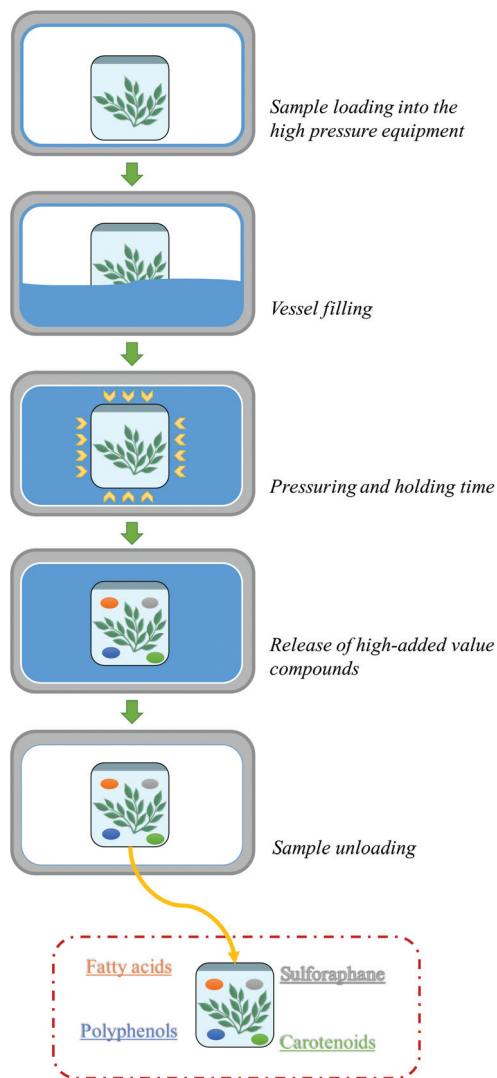 Sample loading into the
high pressure equipment
Vessel filling
Pressuring and holding time
Release of high-added value
compounds
Sample unloading
Fatty acids
Sulforaphane
Polyphenols
Carotenoids